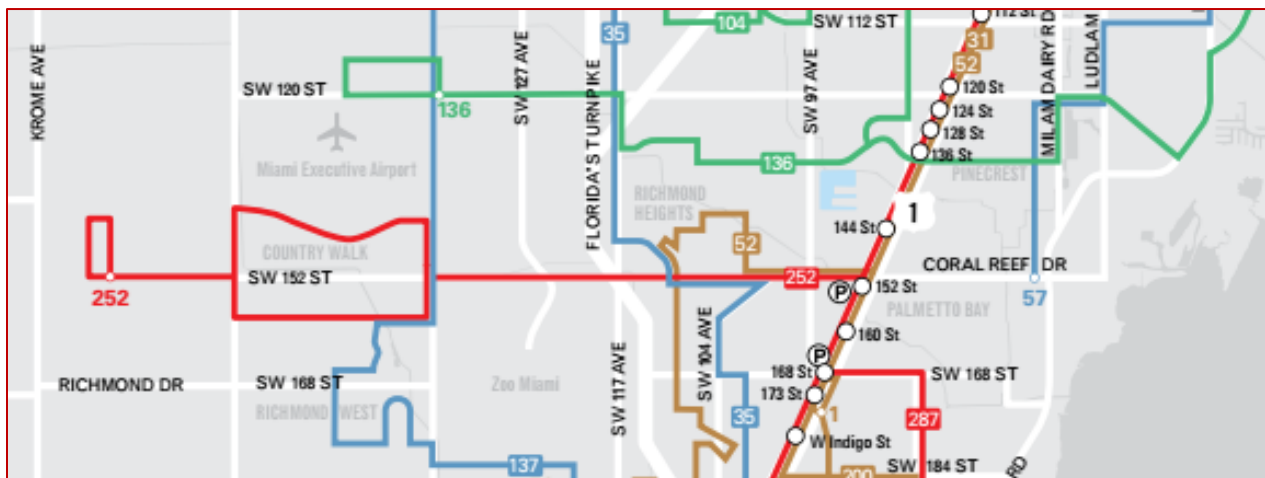 104
SW 112 ST
112 St
MILAM DAIRY RD
LUDLAM
35
31
52
KROME AVE
SW 127 AVE
FLORIDA'S TURNPIKE
SW 97 AVE
SW 120 ST
120 St
136
124 St
128 St
Miami Executive Airport
136
136 St
PINECREST
RICHMOND
HEIGHTS
E
1
144 St
52
COUNTRY WALK
SW 152 ST
252
CORAL REEF DR
252
P
152 St
57
PALMETTO BAY
SW 117 AVE
SW 104 AVE
160 St
P
RICHMOND DR
SW 168 ST
Zoo Miami
168 St
SW 168 ST
173 St
RICHMOND WEST
35
1
287
W Indigo St
137
200
SW 184 ST
RD